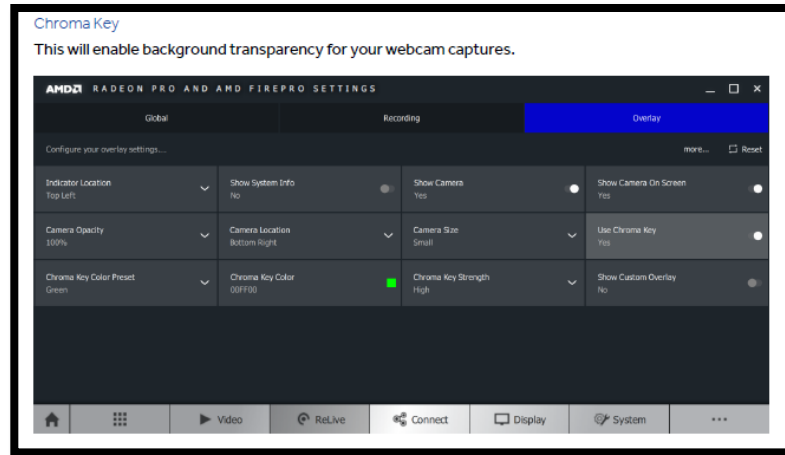 Chroma Key
This will enable background transparency for your webcam captures.
AMD RADEON PRO AND AMD FIREPRO SETTINGS
Global Recording Overlay
Configure your overlay settings... more... Reset
Indicator Location Show System Info Show Camera Show Camera On Screen
Top Left No Yes Yes
Camera Opacity Camera Location Camera Size Use Chroma Key
100% Bottom Right Small Yes
Chroma Key Color Preset Chroma Key Color Chroma Key Strength Show Custom Overlay
Green 00FF00 High No
Video ReLive Connect Display System ...